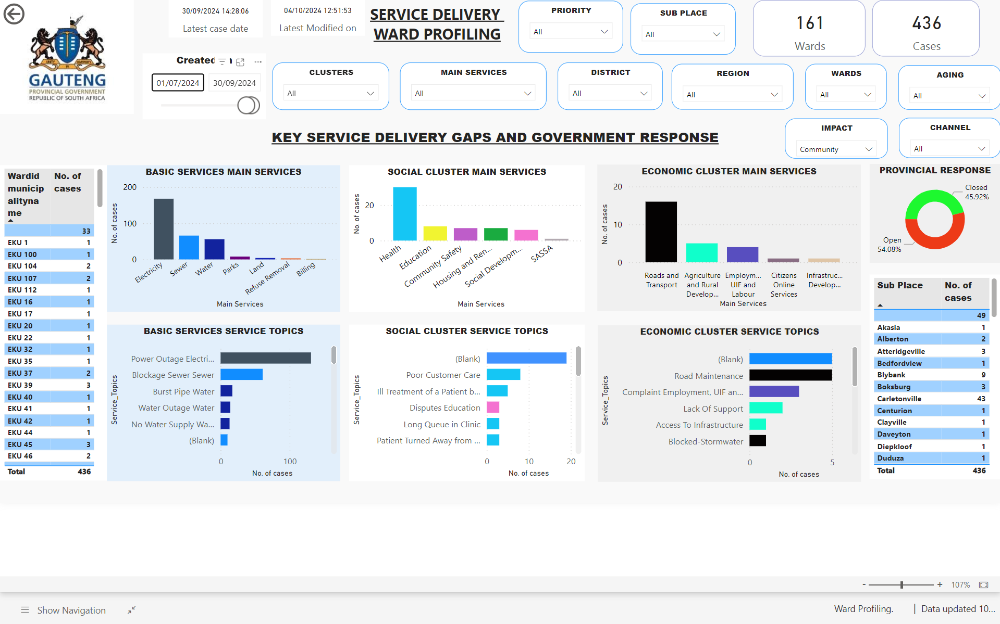 30/09/2024 14:28:06
Latest case date
04/10/2024 12:51:53
Latest Modified on
SERVICE DELIVERY
WARD PROFILING
PRIORITY
All
SUB PLACE
All
161
Wards
436
Cases
UNITY IN DIVERSITY
GAUTENG
PROVINCIAL GOVERNMENT
REPUBLIC OF SOUTH AFRICA
Created
01/07/2024
30/09/2024
CLUSTERS
All
MAIN SERVICES
All
DISTRICT
All
REGION
All
WARDS
All
AGING
All
IMPACT
Community
CHANNEL
All
KEY SERVICE DELIVERY GAPS AND GOVERNMENT RESPONSE
Wardid
municip
alityna
me
No. of
cases
33
EKU 1 1
EKU 100 1
EKU 104 2
EKU 107 2
EKU 112 1
EKU 16 1
EKU 17 1
EKU 20 1
EKU 22 1
EKU 32 1
EKU 35 1
EKU 37 2
EKU 39 3
EKU 40 1
EKU 41 1
EKU 42 1
EKU 44 1
EKU 45 3
EKU 46 2
Total 436
BASIC SERVICES MAIN SERVICES
No. of cases
200
100
0
Electricity
Sewer
Water
Parks
Land
Refuse Removal
Billing
Main Services
SOCIAL CLUSTER MAIN SERVICES
No. of cases
20
0
Health
Education
Community Safety
Housing and Ren...
Social Developm...
SASSA
Main Services
ECONOMIC CLUSTER MAIN SERVICES
No. of cases
20
10
0
Roads and
Transport
Agriculture
and Rural
Develop...
Employm...
UIF and
Labour
Citizens
Online
Services
Infrastruc...
Develop...
Main Services
PROVINCIAL RESPONSE
Closed
45.92%
Open
54.08%
BASIC SERVICES SERVICE TOPICS
Service_Topics
Power Outage Electri...
Blockage Sewer Sewer
Burst Pipe Water
Water Outage Water
No Water Supply Wa...
(Blank)
0
100
No. of cases
SOCIAL CLUSTER SERVICE TOPICS
Service_Topics
(Blank)
Poor Customer Care
Ill Treatment of a Patient b...
Disputes Education
Long Queue in Clinic
Patient Turned Away from ...
0
10
20
No. of cases
ECONOMIC CLUSTER SERVICE TOPICS
Service_Topics
(Blank)
Road Maintenance
Complaint Employment, UIF an...
Lack Of Support
Access To Infrastructure
Blocked-Stormwater
0
5
No. of cases
Sub Place
No. of
cases
49
Akasia 1
Alberton 2
Atteridgeville 3
Bedfordview 1
Blybank 9
Boksburg 3
Carletonville 43
Centurion 1
Clayville 1
Daveyton 1
Diepkloof 1
Duduza 1
Total 436
- + 107%
Show Navigation
Ward Profiling.
| Data updated 10...